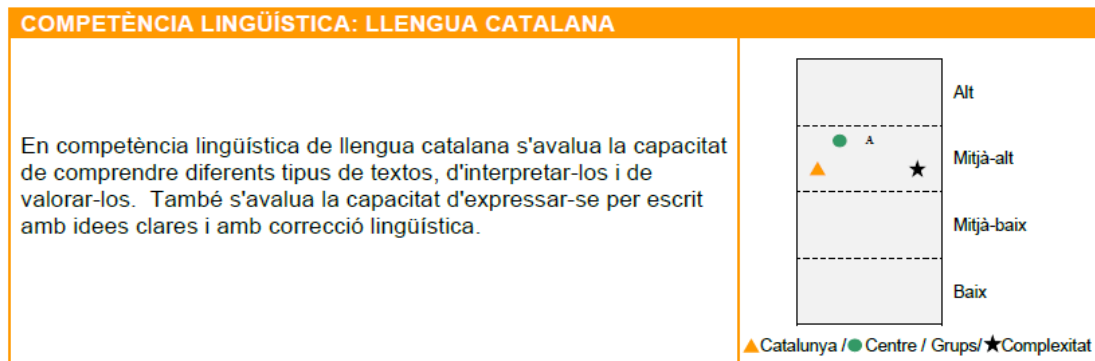 COMPETÈNCIA LINGÜÍSTICA: LLENGUA CATALANA
En competència lingüística de llengua catalana s'avalua la capacitat
de comprendre diferents tipus de textos, d'interpretar-los i de
valorar-los. També s'avalua la capacitat d'expressar-se per escrit
amb idees clares i amb correcció lingüística.
Alt
A
Mitjà-alt
Mitjà-baix
Baix
▲Catalunya /● Centre / Grups/★Complexitat